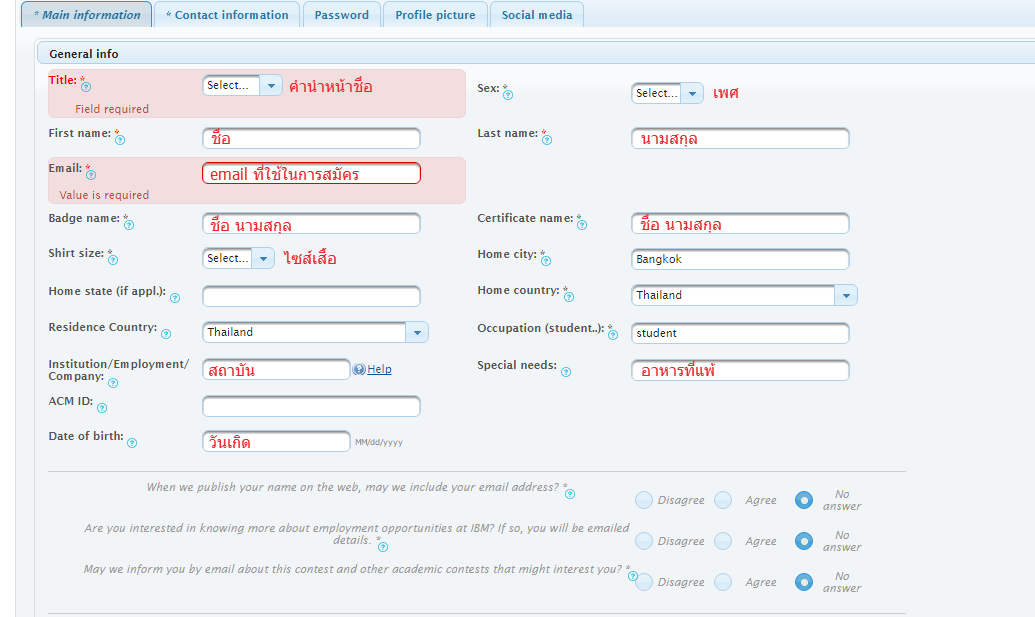 * Main information * Contact information Password Profile picture Social media
General info
Title: * Select... คำนำหน้าชื่อ
Field required
Sex: * Select... เพศ
First name: * ชื่อ
Last name: * นามสกุล
Email: * email ที่ใช้ในการสมัคร
Value is required
Badge name: * ชื่อ นามสกุล
Certificate name: * ชื่อ นามสกุล
Shirt size: * Select... ไซส์เสื้อ
Home city: * Bangkok
Home state (if appl.):
Home country: * Thailand
Residence Country: Thailand
Occupation (student..): * student
Institution/Employment/
Company: สถาบัน Help
Special needs: อาหารที่แพ้
ACM ID:
Date of birth: วันเกิด MM/dd/yyyy
When we publish your name on the web, may we include your email address? * Disagree Agree No
answer
Are you interested in knowing more about employment opportunities at IBM? If so, you will be emailed
details. * Disagree Agree No
answer
May we inform you by email about this contest and other academic contests that might interest you? * Disagree Agree No
answer